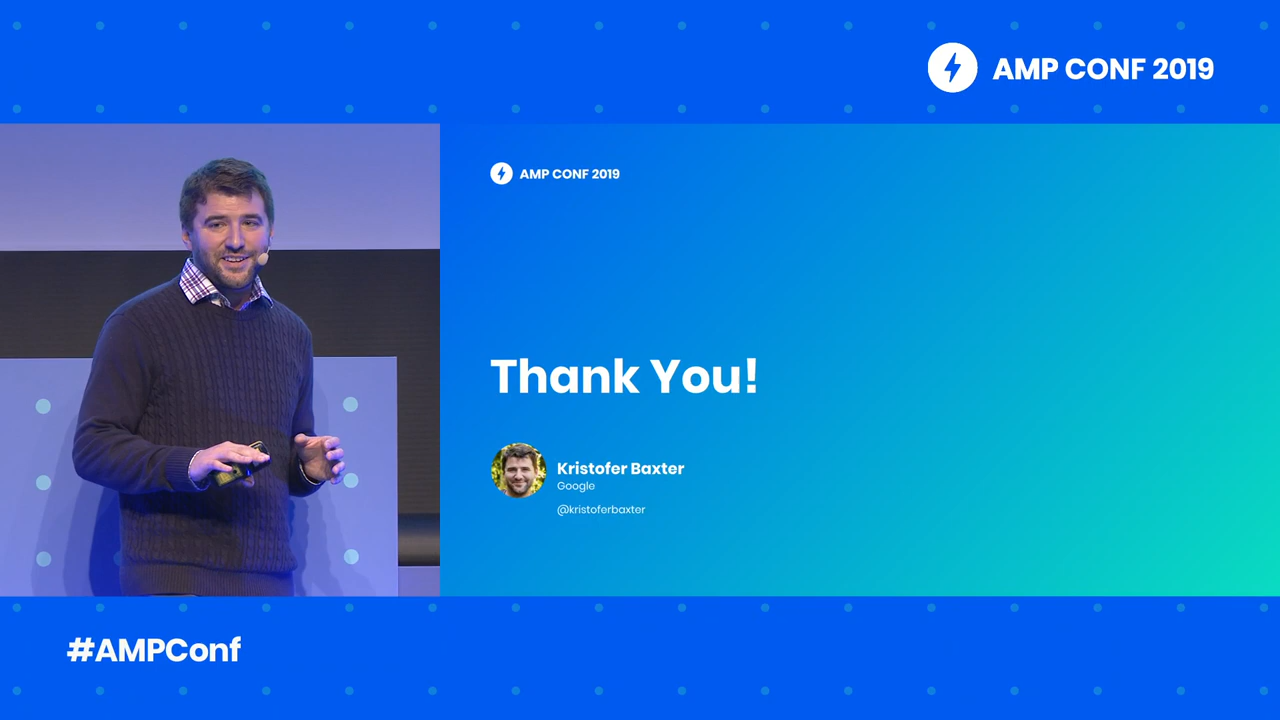 AMP CONF 2019
AMP CONF 2019
Thank You!
Kristofer Baxter
Google
@kristoferbaxter
#AMPConf